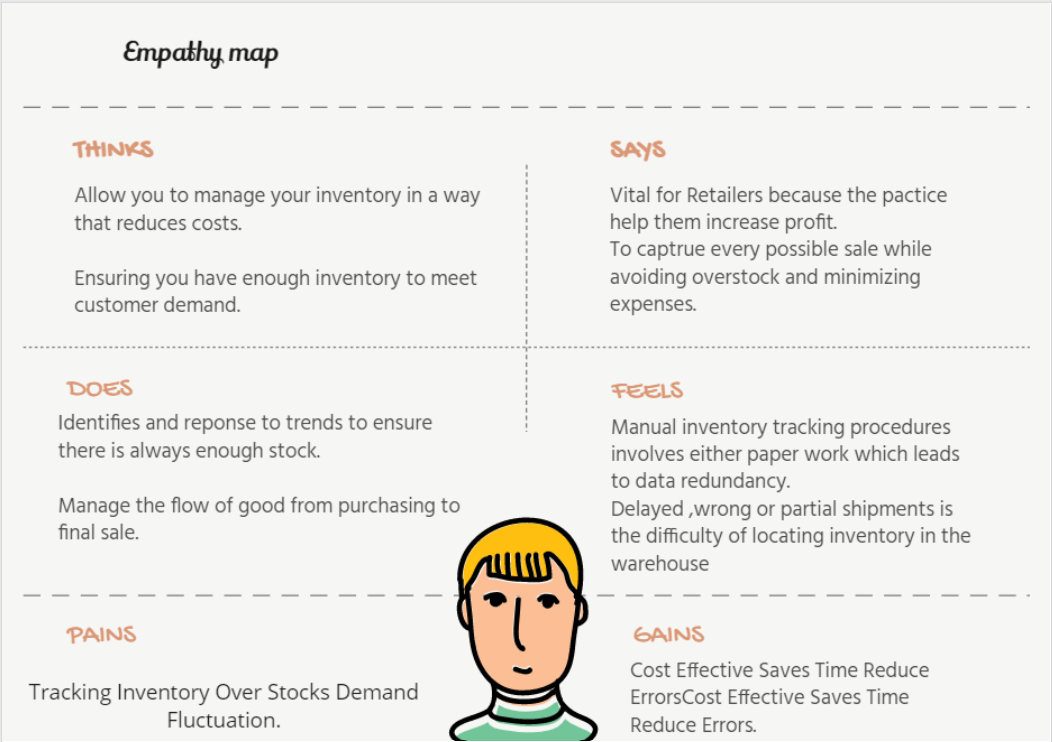 Empathy map
THINKS
Allow you to manage your inventory in a way
that reduces costs.
Ensuring you have enough inventory to meet
customer demand.
SAYS
Vital for Retailers because the pactice
help them increase profit.
To captrue every possible sale while
avoiding overstock and minimizing
expenses.
DOES
Identifies and reponse to trends to ensure
there is always enough stock.
Manage the flow of good from purchasing to
final sale.
FEELS
Manual inventory tracking procedures
involves either paper work which leads
to data redundancy.
Delayed ,wrong or partial shipments is
the difficulty of locating inventory in the
warehouse
PAINS
Tracking Inventory Over Stocks Demand
Fluctuation.
GAINS
Cost Effective Saves Time Reduce
ErrorsCost Effective Saves Time
Reduce Errors.